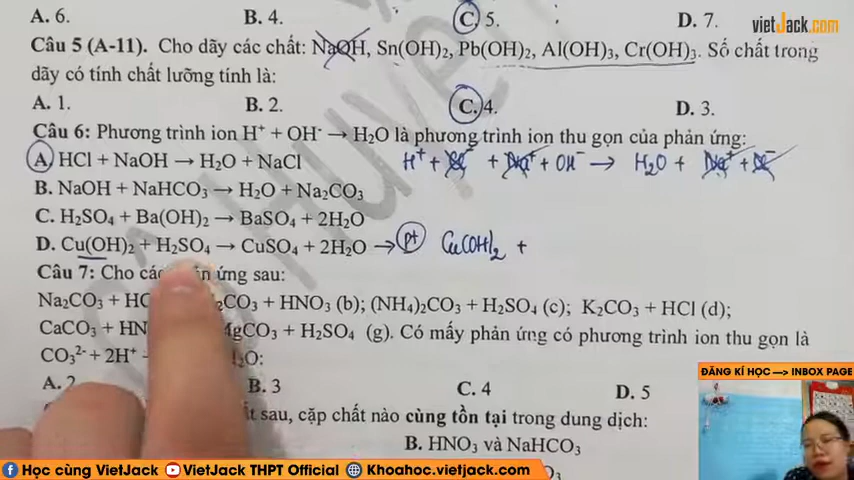 A. 6. B. 4. C. 5. D. 7.
vietJack.com
Câu 5 (A-11). Cho dãy các chất: NaOH, Sn(OH)₂, Pb(OH)₂, Al(OH)₃, Cr(OH)₃. Số chất trong
dãy có tính chất lưỡng tính là:
A. 1. B. 2. C. 4. D. 3.
Câu 6: Phương trình ion H⁺ + OH⁻ → H₂O là phương trình ion thu gọn của phản ứng:
A. HCl + NaOH → H₂O + NaCl H⁺ + Cl⁻ + Na⁺ + OH⁻ → H₂O + Na⁺ + Cl⁻
B. NaOH + NaHCO₃ → H₂O + Na₂CO₃
C. H₂SO₄ + Ba(OH)₂ → BaSO₄ + 2H₂O
D. Cu(OH)₂ + H₂SO₄ → CuSO₄ + 2H₂O → pt Cu(OH)₂ +
Câu 7: Cho các ứng sau:
Na₂CO₃ + CO₃ + HNO₃ (b); (NH₄)₂CO₃ + H₂SO₄ (c); K₂CO₃ + HCl (d);
CaCO₃ + MgCO₃ + H₂SO₄ (g). Có mấy phản ứng có phương trình ion thu gọn là
CO₃²⁻ + 2H⁺
A. 2 B. 3 C. 4 D. 5
sau, cặp chất nào cùng tồn tại trong dung dịch:
B. HNO₃ và NaHCO₃
ĐĂNG KÍ HỌC —> INBOX PAGE
Học cùng VietJack VietJack THPT Official Khoahoc.vietjack.com